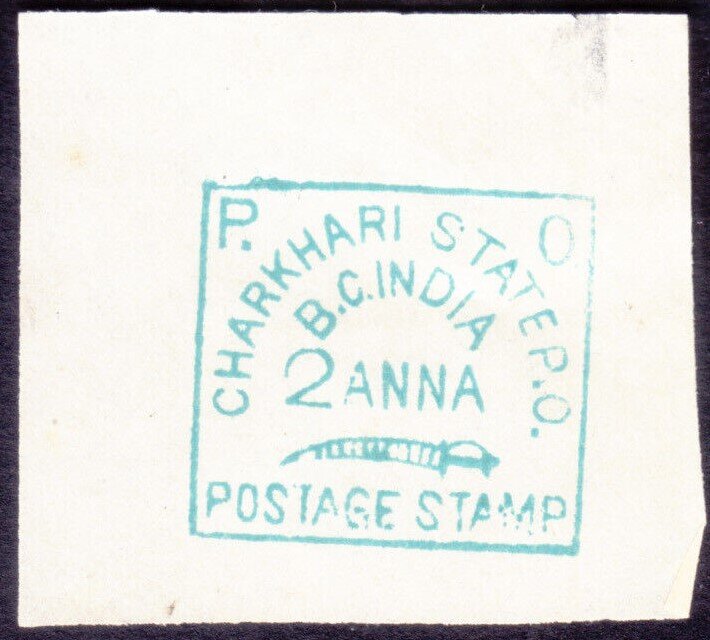 P. O
CHARKHARI STATE P.O.
B.C. INDIA
2 ANNA
POSTAGE STAMP